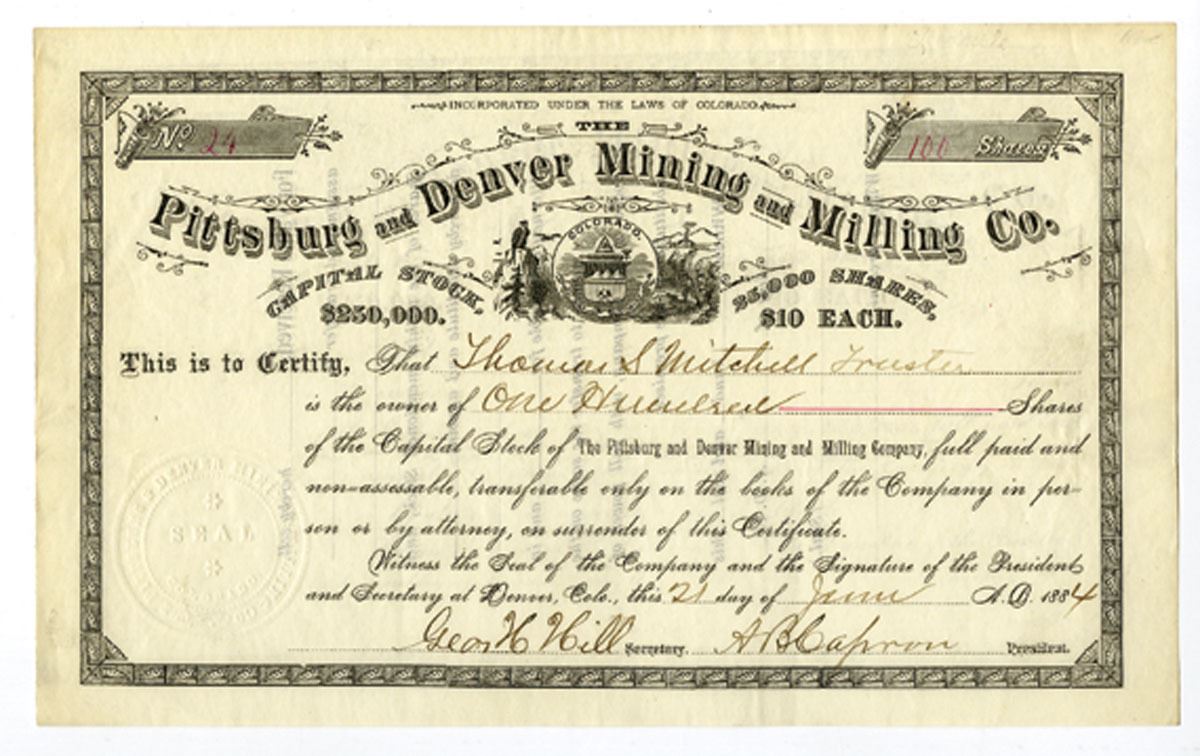 INCORPORATED UNDER THE LAWS OF COLORADO.
No 24
100 Shares
THE
Pittsburg and Denver Mining and Milling Co.
COLORADO.
CAPITAL STOCK, $250,000.
25,000 SHARES, $10 EACH.
This is to Certify, That Thomas S Mitchell Trustee
is the owner of One Hundred Shares
of the Capital Stock of The Pittsburg and Denver Mining and Milling Company, full paid and
non-assessable, transferable only on the books of the Company in per-
son or by attorney, on surrender of this Certificate.
Witness the Seal of the Company and the Signature of the President
and Secretary at Denver, Colo., this 21 day of June A.D. 1884
SEAL
Geo. H Hill Secretary. A B Capron President.